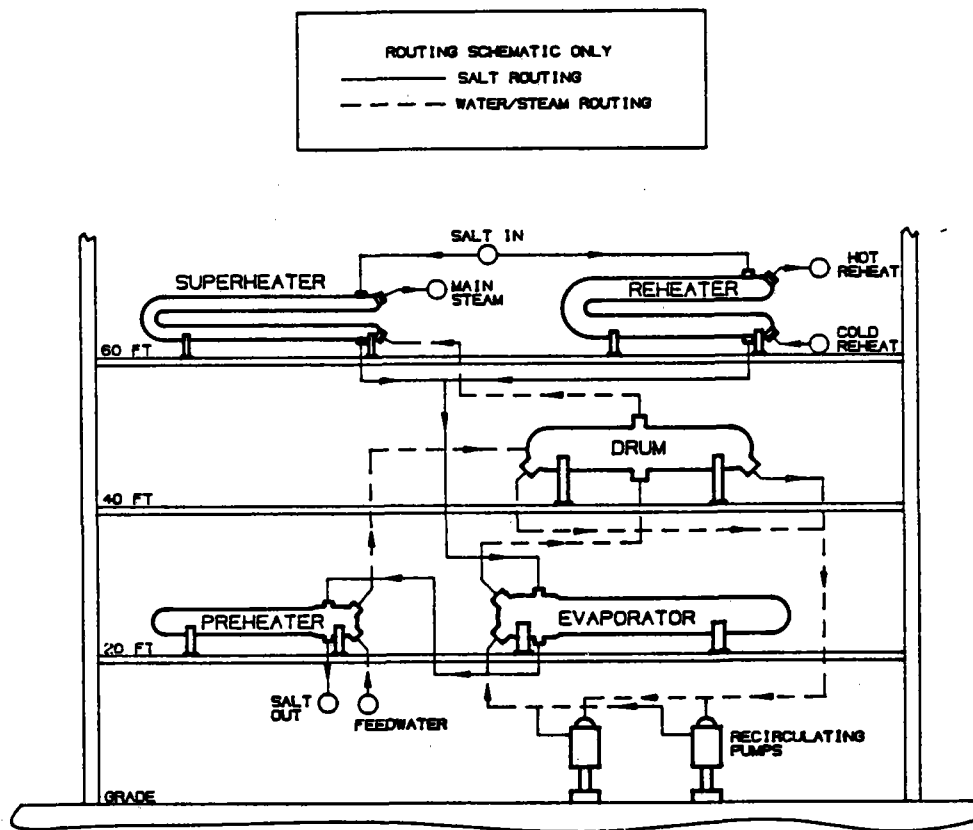 ROUTING SCHEMATIC ONLY
SALT ROUTING
WATER/STEAM ROUTING
SALT IN
SUPERHEATER
MAIN
STEAM
REHEATER
HOT
REHEAT
COLD
REHEAT
60 FT
DRUM
40 FT
PREHEATER
EVAPORATOR
20 FT
SALT
OUT
FEEDWATER
RECIRCULATING
PUMPS
GRADE